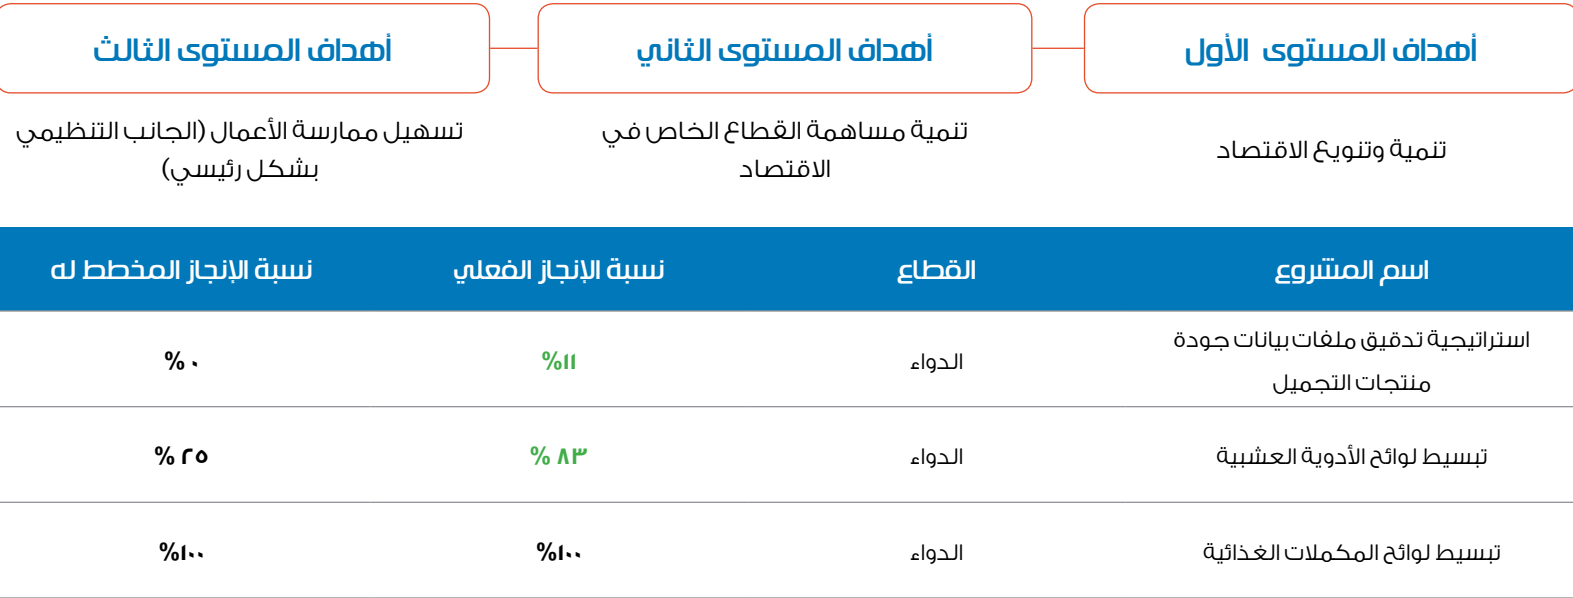 أهداف المستوى الأول
أهداف المستوى الثاني
أهداف المستوى الثالث
تنمية وتنويع الاقتصاد
تنمية مساهمة القطاع الخاص في
الاقتصاد
تسهيل ممارسة الأعمال (الجانب التنظيمي
بشكل رئيسي)
اسم المشروع القطاع نسبة الإنجاز الفعلي نسبة الإنجاز المخطط له
استراتيجية تدقيق ملفات بيانات جودة
منتجات التجميل
الدواء ١١% ٠ %
تبسيط لوائح الأدوية العشبية الدواء ٨٣ % ٢٥ %
تبسيط لوائح المكملات الغذائية الدواء ١٠٠% ١٠٠%